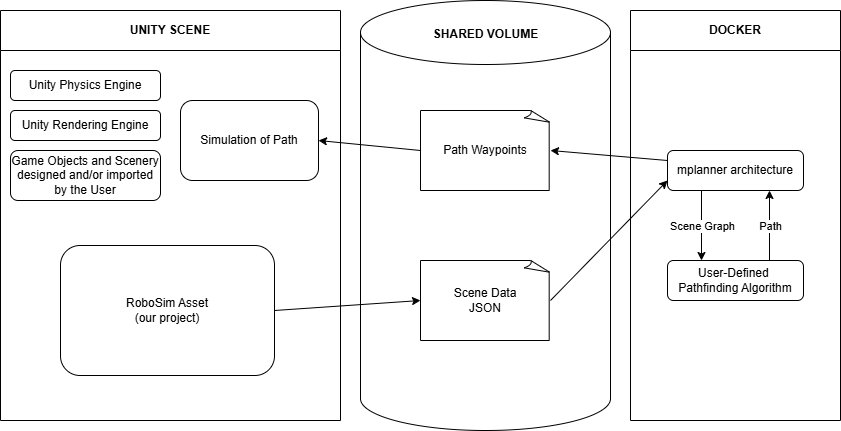 UNITY SCENE
Unity Physics Engine
Unity Rendering Engine
Game Objects and Scenery
designed and/or imported
by the User
Simulation of Path
RoboSim Asset
(our project)
SHARED VOLUME
Path Waypoints
Scene Data
JSON
DOCKER
mplanner architecture
Scene Graph
Path
User-Defined
Pathfinding Algorithm